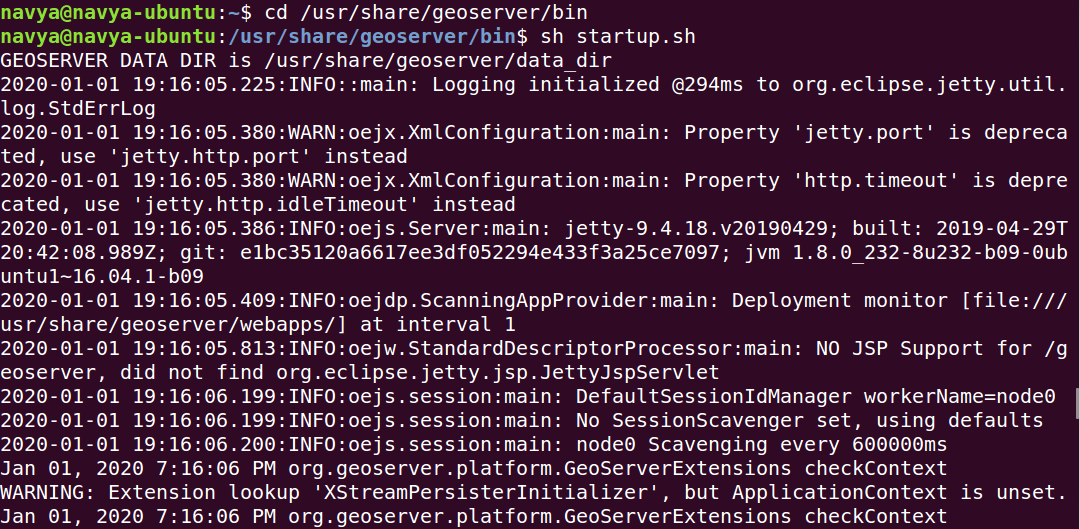 navya@navya-ubuntu:~$ cd /usr/share/geoserver/bin
navya@navya-ubuntu:/usr/share/geoserver/bin$ sh startup.sh
GEOSERVER DATA DIR is /usr/share/geoserver/data_dir
2020-01-01 19:16:05.225:INFO::main: Logging initialized @294ms to org.eclipse.jetty.util.
log.StdErrLog
2020-01-01 19:16:05.380:WARN:oejx.XmlConfiguration:main: Property 'jetty.port' is depreca
ted, use 'jetty.http.port' instead
2020-01-01 19:16:05.380:WARN:oejx.XmlConfiguration:main: Property 'http.timeout' is depre
cated, use 'jetty.http.idleTimeout' instead
2020-01-01 19:16:05.386:INFO:oejs.Server:main: jetty-9.4.18.v20190429; built: 2019-04-29T
20:42:08.989Z; git: e1bc35120a6617ee3df052294e433f3a25ce7097; jvm 1.8.0_232-8u232-b09-0ub
untu1~16.04.1-b09
2020-01-01 19:16:05.409:INFO:oejdp.ScanningAppProvider:main: Deployment monitor [file:///
usr/share/geoserver/webapps/] at interval 1
2020-01-01 19:16:05.813:INFO:oejw.StandardDescriptorProcessor:main: NO JSP Support for /g
eoserver, did not find org.eclipse.jetty.jsp.JettyJspServlet
2020-01-01 19:16:06.199:INFO:oejs.session:main: DefaultSessionIdManager workerName=node0
2020-01-01 19:16:06.199:INFO:oejs.session:main: No SessionScavenger set, using defaults
2020-01-01 19:16:06.200:INFO:oejs.session:main: node0 Scavenging every 600000ms
Jan 01, 2020 7:16:06 PM org.geoserver.platform.GeoServerExtensions checkContext
WARNING: Extension lookup 'XStreamPersisterInitializer', but ApplicationContext is unset.
Jan 01, 2020 7:16:06 PM org.geoserver.platform.GeoServerExtensions checkContext